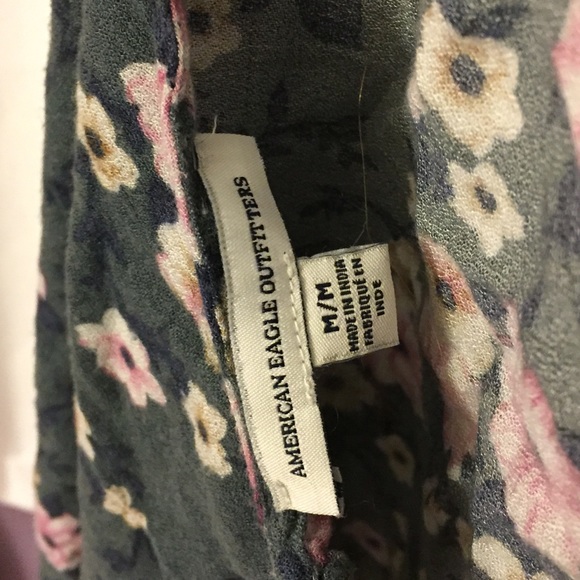 AMERICAN EAGLE OUTFITTERS
M/M
MADE IN INDIA
FABRIQUÉ EN
INDE